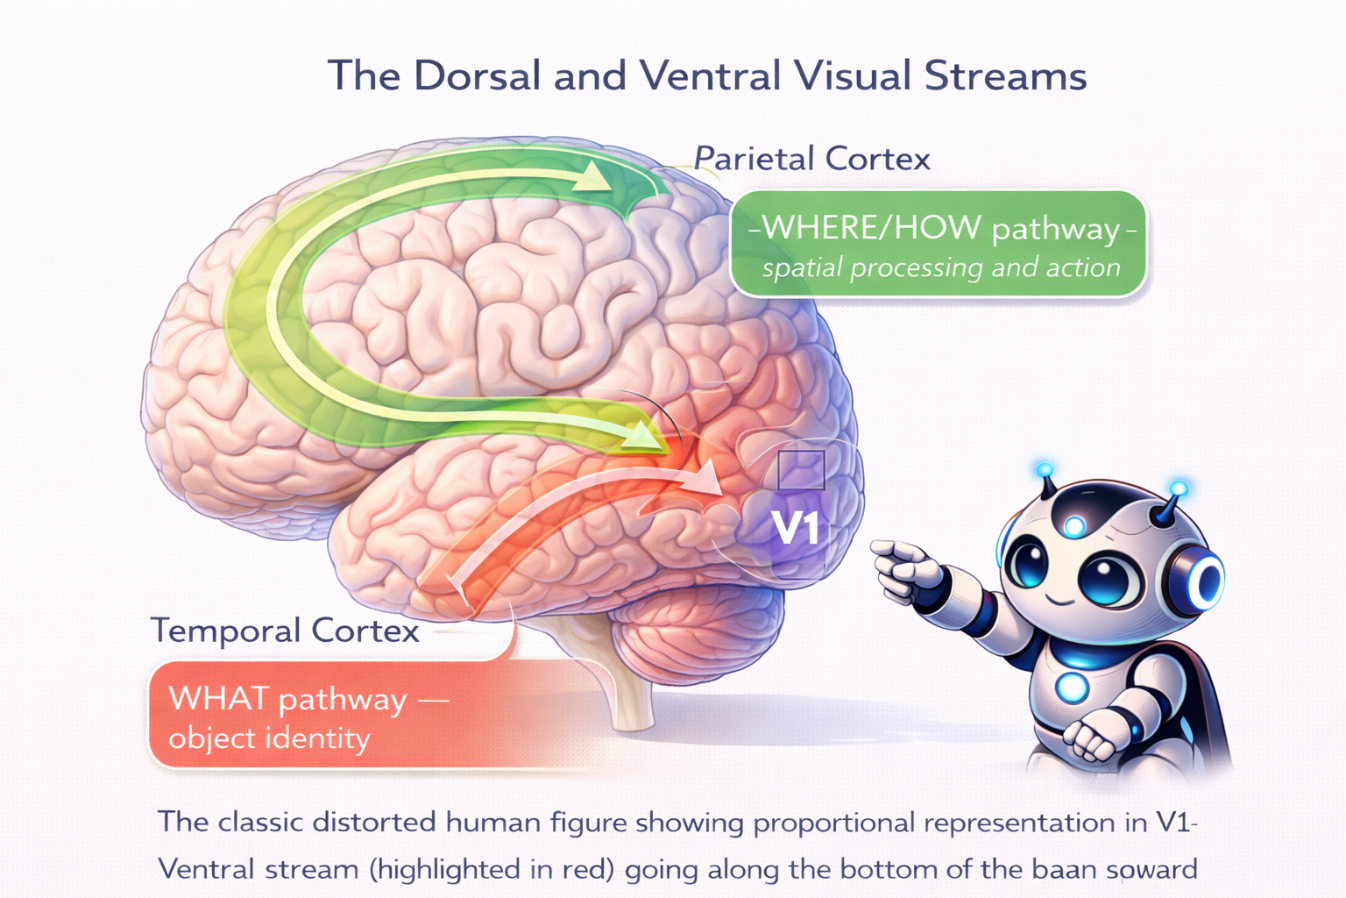 The Dorsal and Ventral Visual Streams
Parietal Cortex
-WHERE/HOW pathway-
spatial processing and action
V1
Temporal Cortex
WHAT pathway —
object identity
The classic distorted human figure showing proportional representation in V1-
Ventral stream (highlighted in red) going along the bottom of the baan soward